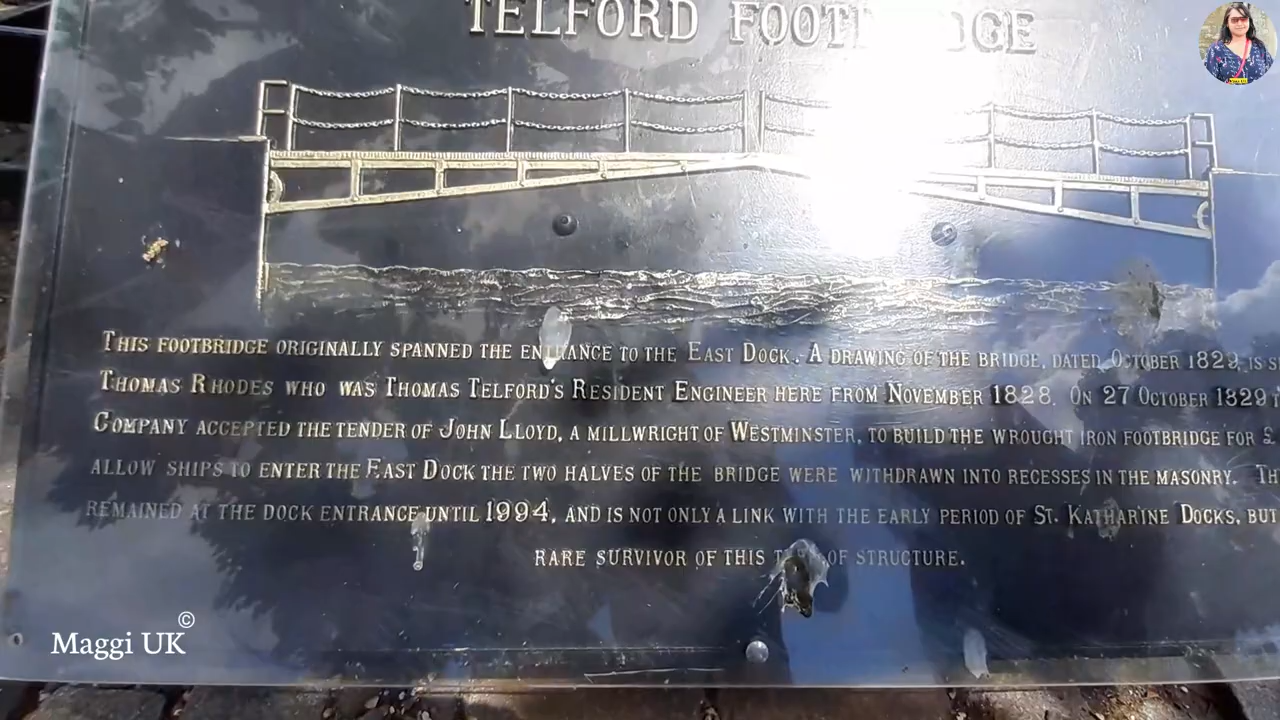 TELFORD
THIS FOOTBRIDGE ORIGINALLY SPANNED THE ENTRANCE TO THE EAST DOCK. A DRAWING OF THE BRIDGE, DATED OCTOBER 1829, IS
THOMAS RHODES WHO WAS THOMAS TELFORD'S RESIDENT ENGINEER HERE FROM NOVEMBER 1828. ON 27 OCTOBER 1829
COMPANY ACCEPTED THE TENDER OF JOHN LLOYD, A MILLWRIGHT OF WESTMINSTER, TO BUILD THE WROUGHT IRON FOOTBRIDGE FOR £
ALLOW SHIPS TO ENTER THE EAST DOCK THE TWO HALVES OF THE BRIDGE WERE WITHDRAWN INTO RECESSES IN THE MASONRY.
REMAINED AT THE DOCK ENTRANCE UNTIL 1994, AND IS NOT ONLY A LINK WITH THE EARLY PERIOD OF ST. KATHARINE DOCKS, BUT
RARE SURVIVOR OF THIS OF STRUCTURE.
Maggi UK ©